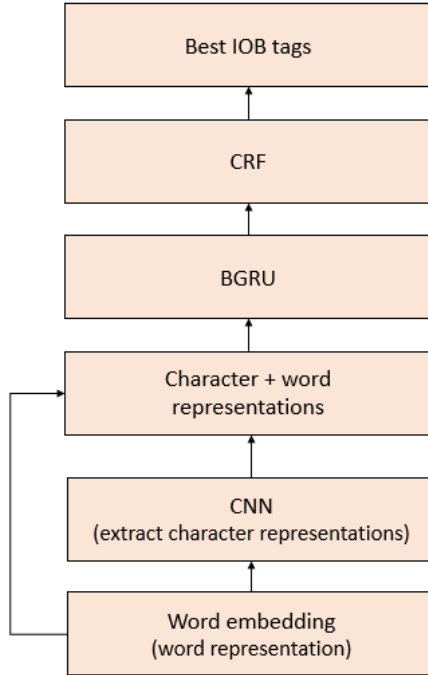 Best IOB tags
CRF
BGRU
Character + word
representations
CNN
(extract character representations)
Word embedding
(word representation)